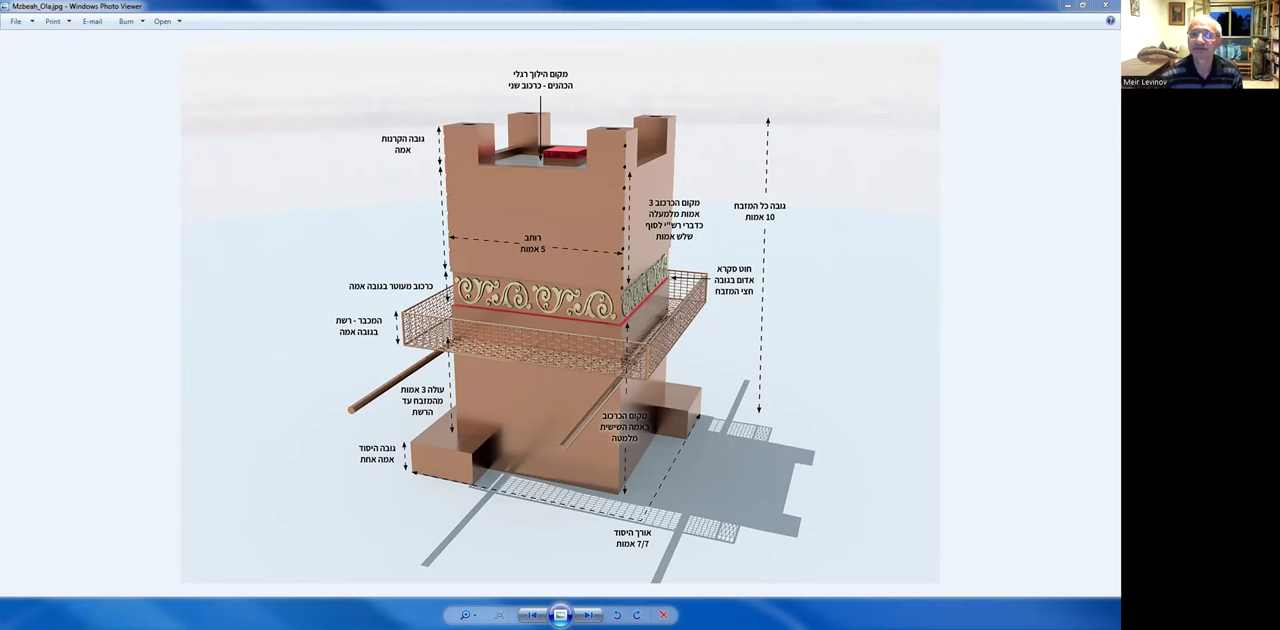 Mzbeah_Ola.jpg - Windows Photo Viewer
File Print E-mail Burn Open
Meir Levinov
מקום הילוך רגלי
הכהנים - כרכוב שני
גובה הקרנות
אמה
מקום הכרכוב 3
אמות מלמעלה
כדברי רש"י לסוף
שלש אמות
גובה כל המזבח
10 אמות
רוחב
5 אמות
חוט סקרא
אדום בגובה
חצי המזבח
כרכוב מעוטר בגובה אמה
המכבר - רשת
בגובה אמה
עולה 3 אמות
מהמזבח עד
הרשת
מקום הכרכוב
באמה השישית
מלמטה
גובה היסוד
אמה אחת
אורך היסוד
7/7 אמות